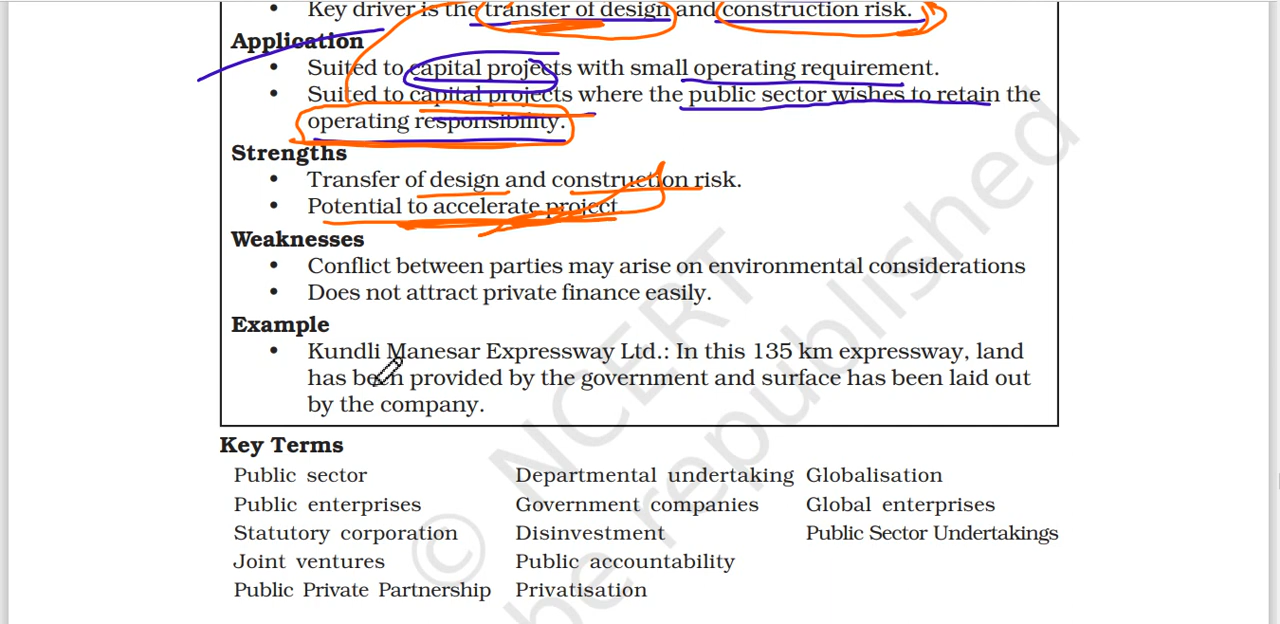 • Key driver is the transfer of design and construction risk.
Application
• Suited to capital projects with small operating requirement.
• Suited to capital projects where the public sector wishes to retain the
operating responsibility.
Strengths
• Transfer of design and construction risk.
• Potential to accelerate project
Weaknesses
• Conflict between parties may arise on environmental considerations
• Does not attract private finance easily.
Example
• Kundli Manesar Expressway Ltd.: In this 135 km expressway, land
has been provided by the government and surface has been laid out
by the company.
Key Terms
Public sector Departmental undertaking Globalisation
Public enterprises Government companies Global enterprises
Statutory corporation Disinvestment Public Sector Undertakings
Joint ventures Public accountability
Public Private Partnership Privatisation
© NCERT
be republished